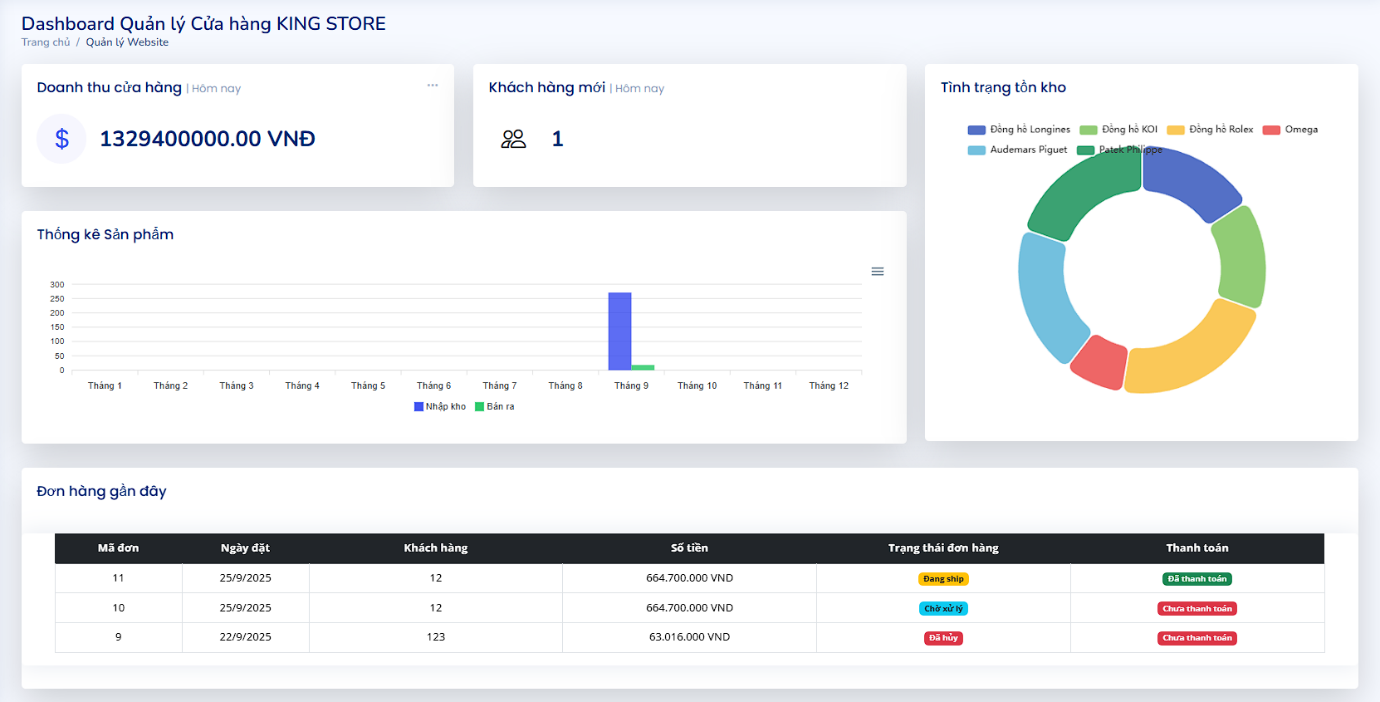 Dashboard Quản lý Cửa hàng KING STORE
Trang chủ / Quản lý Website
Doanh thu cửa hàng | Hôm nay
1329400000.00 VNĐ
Khách hàng mới | Hôm nay
1
Tình trạng tồn kho
Đồng hồ Longines Đồng hồ KOI Đồng hồ Rolex Omega
Audemars Piguet Patek Philippe
Thống kê Sản phẩm
300
250
200
150
100
50
0
Tháng 1 Tháng 2 Tháng 3 Tháng 4 Tháng 5 Tháng 6 Tháng 7 Tháng 8 Tháng 9 Tháng 10 Tháng 11 Tháng 12
Nhập kho Bán ra
Đơn hàng gần đây
Mã đơn Ngày đặt Khách hàng Số tiền Trạng thái đơn hàng Thanh toán
11 25/9/2025 12 664.700.000 VND Đang ship Đã thanh toán
10 25/9/2025 12 664.700.000 VND Chờ xử lý Chưa thanh toán
9 22/9/2025 123 63.016.000 VND Đã hủy Chưa thanh toán